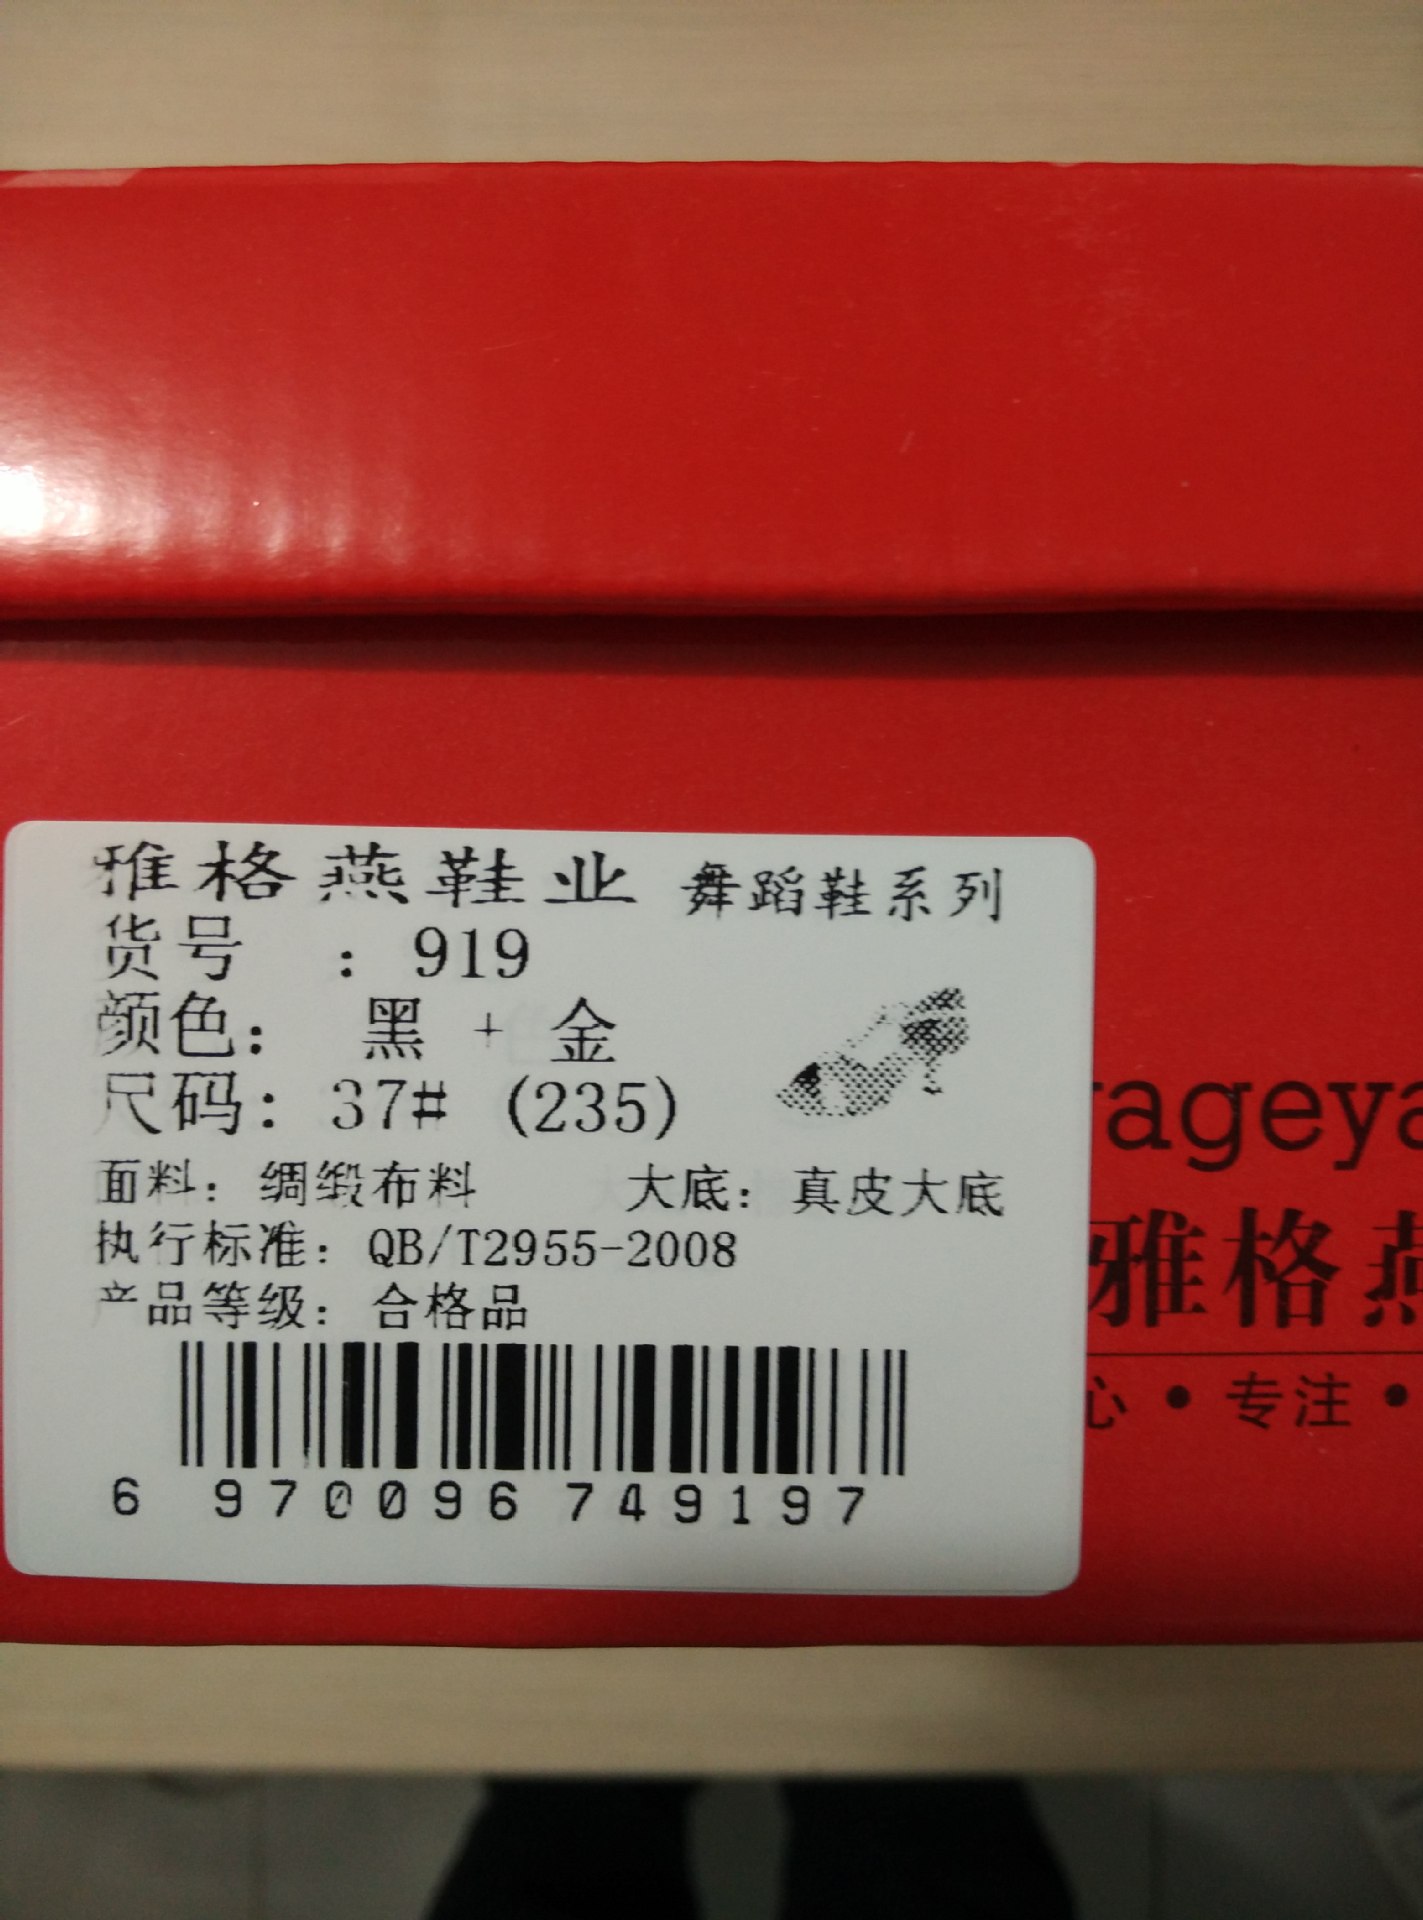 雅格燕鞋业 舞蹈鞋系列
货号 : 919
颜色: 黑 + 金
尺码: 37# (235)
面料: 绸缎布料 大底: 真皮大底
执行标准: QB/T2955-2008
产品等级: 合格品
6 970096 749197
ageya
雅格燕
心 • 专注 •